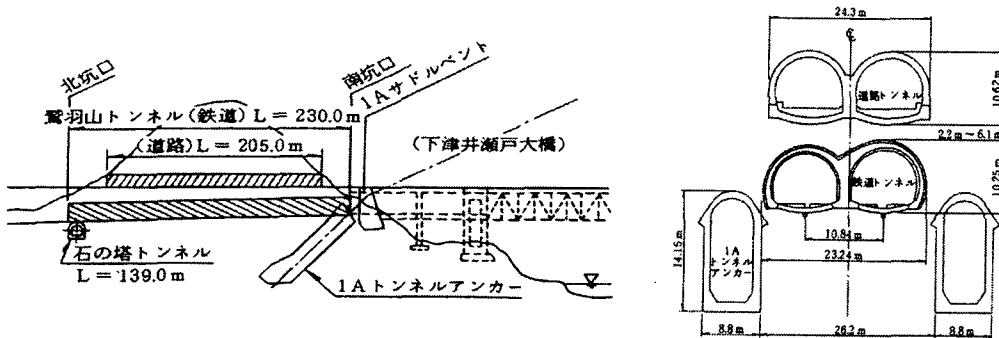 北坑口
南坑口
1Aサドルベント
鷲羽山トンネル(鉄道)L=230.0m
(道路)L=205.0m
(下津井瀬戸大橋)
石の塔トンネル
L=139.0m
1Aトンネルアンカー
24.3m
℄
道路トンネル
10.62m
2.2m~6.1m
鉄道トンネル
10.25m
10.84m
23.24m
14.15m
1A
トンネル
アンカー
8.8m
26.2m
8.8m